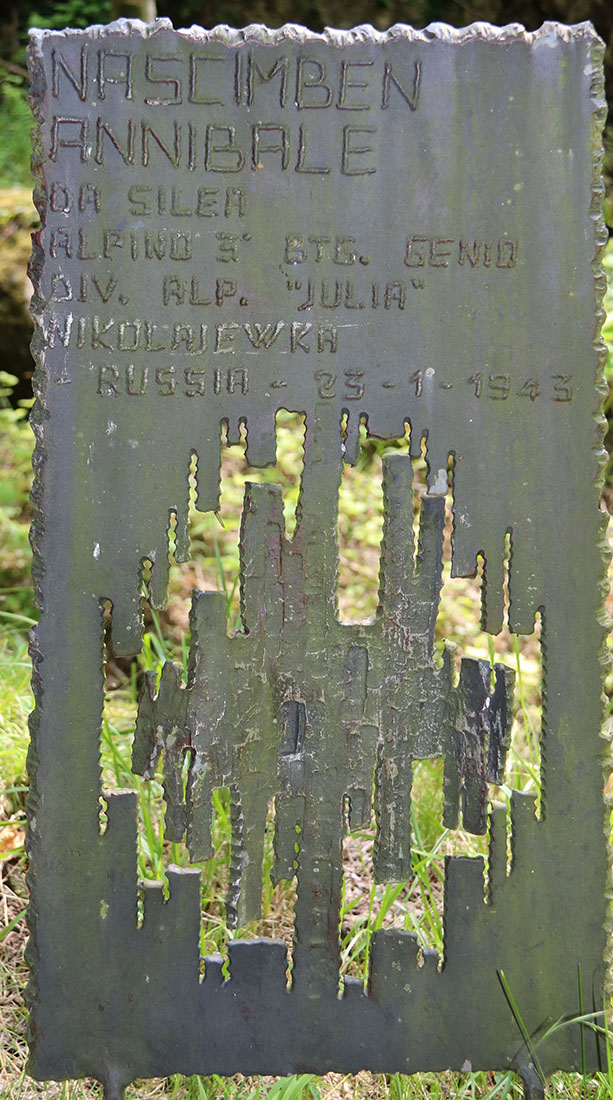 NASCIMBEN
ANNIBALE
DA SILEA
ALPINO 3° BTG. GENIO
DIV. ALP. "JULIA"
NIKOLAJEWKA
- RUSSIA - 23-1-1943